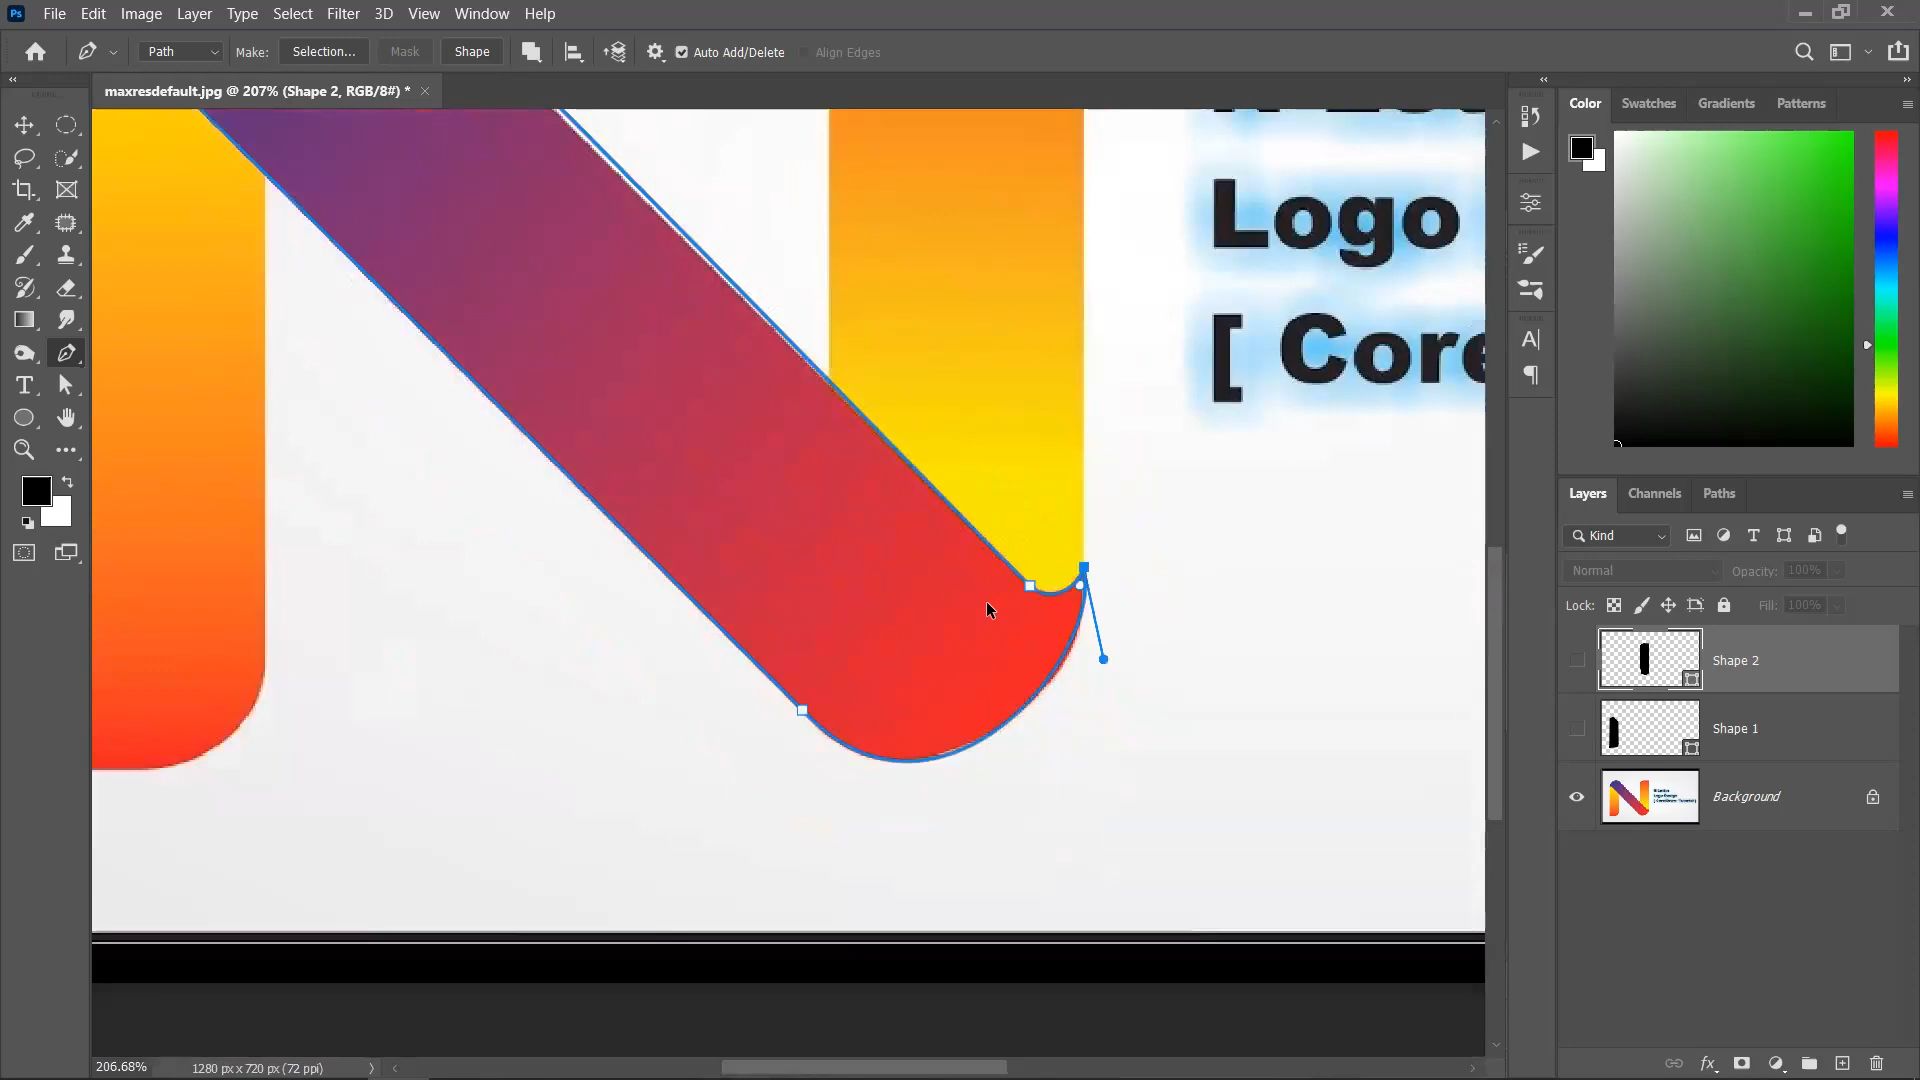 Ps File Edit Image Layer Type Select Filter 3D View Window Help
Path Make: Selection... Mask Shape Auto Add/Delete Align Edges
maxresdefault.jpg @ 207% (Shape 2, RGB/8#) *
Color Swatches Gradients Patterns
Logo
[ Core
Layers Channels Paths
Kind
Normal Opacity: 100%
Lock: Fill: 100%
Shape 2
Shape 1
Background
206.68% 1280 px x 720 px (72 ppi)